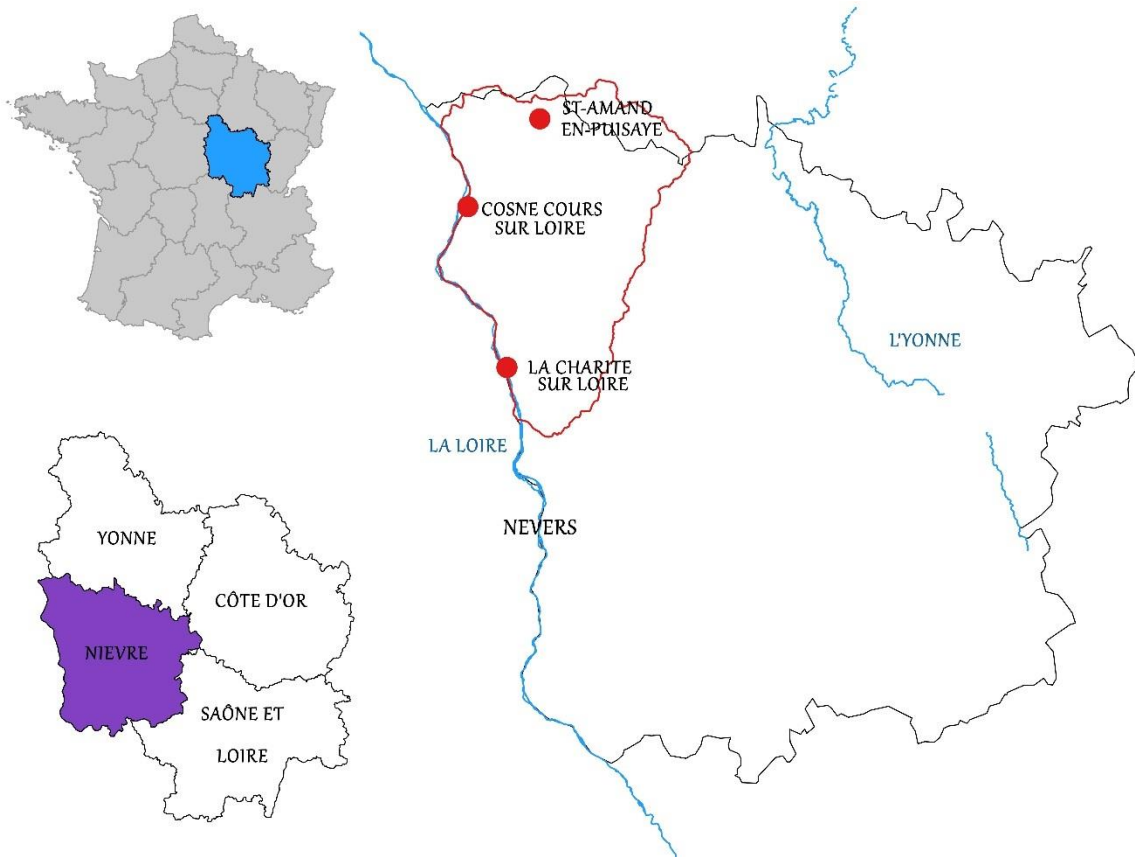 ST-AMAND
EN-PUISAYE
COSNE COURS
SUR LOIRE
L'YONNE
LA CHARITE
SUR LOIRE
LA LOIRE
NEVERS
YONNE
CÔTE D'OR
NIEVRE
SAÔNE ET
LOIRE